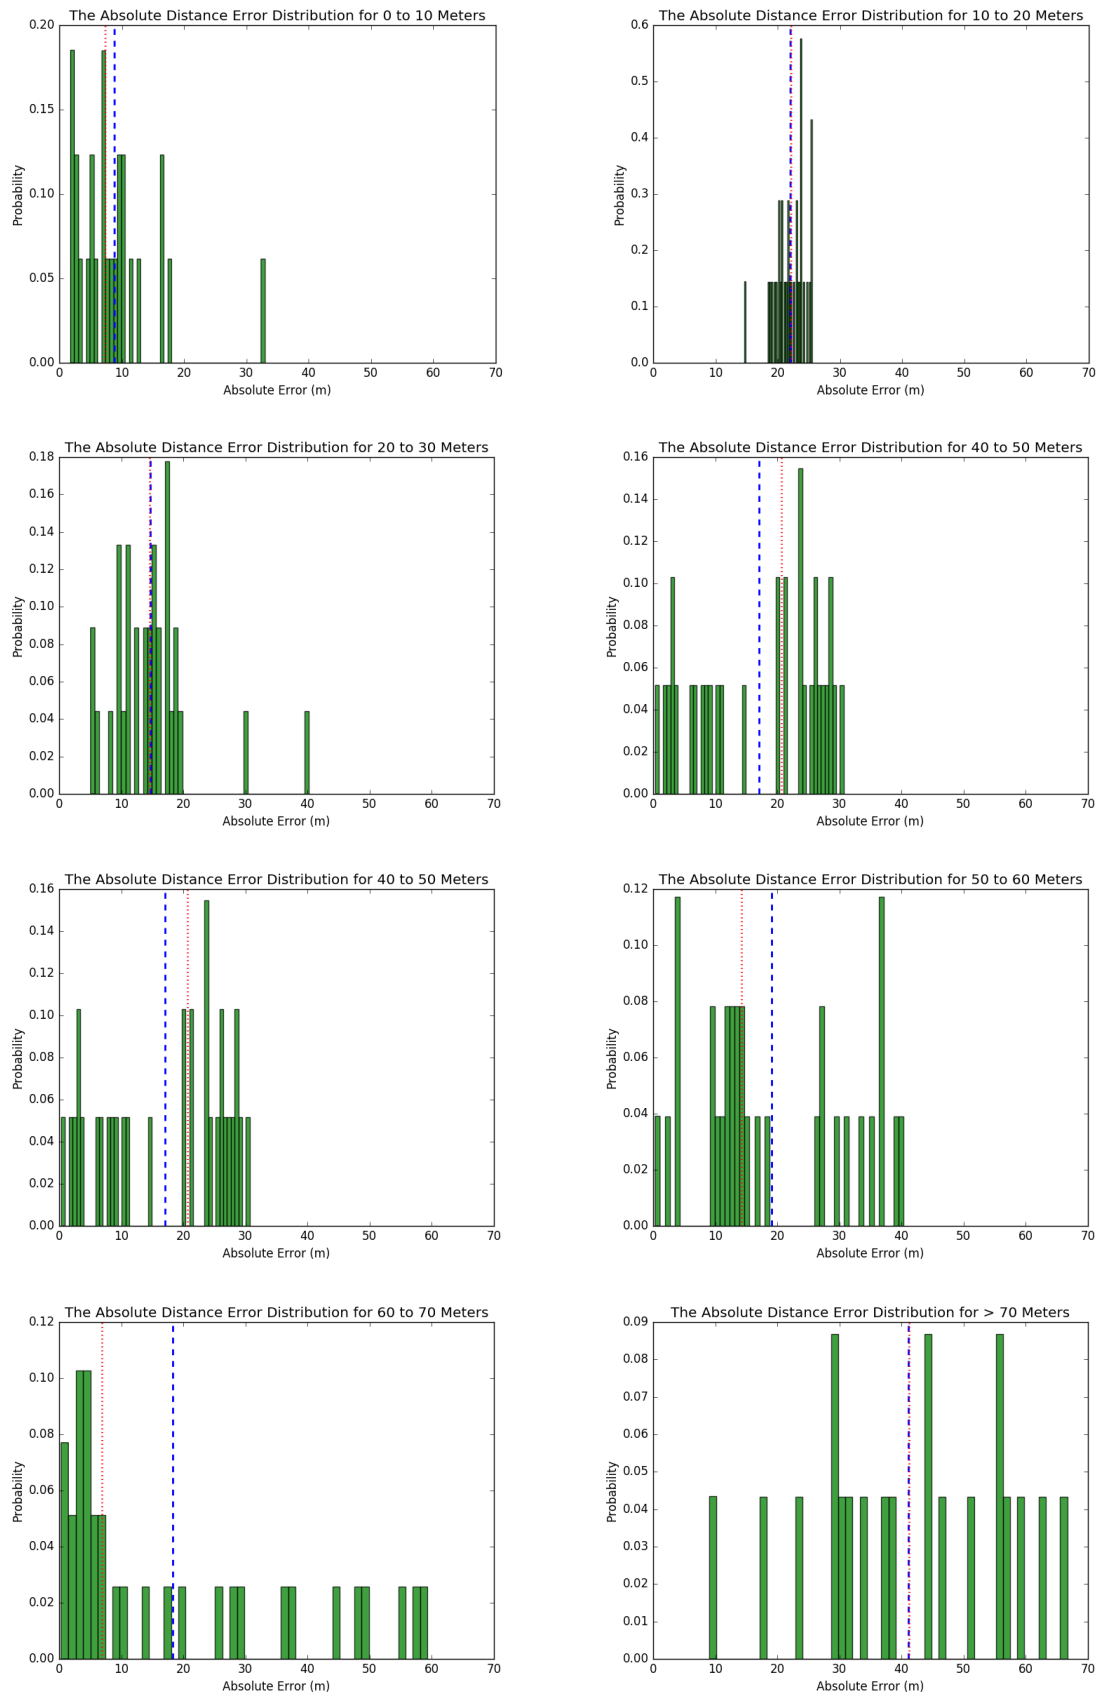 The Absolute Distance Error Distribution for 0 to 10 Meters
0.20
0.15
0.10
0.05
0.00
Probability
0 10 20 30 40 50 60 70
Absolute Error (m)
The Absolute Distance Error Distribution for 10 to 20 Meters
0.6
0.5
0.4
0.3
0.2
0.1
0.0
Probability
0 10 20 30 40 50 60 70
Absolute Error (m)
The Absolute Distance Error Distribution for 20 to 30 Meters
0.18
0.16
0.14
0.12
0.10
0.08
0.06
0.04
0.02
0.00
Probability
0 10 20 30 40 50 60 70
Absolute Error (m)
The Absolute Distance Error Distribution for 40 to 50 Meters
0.16
0.14
0.12
0.10
0.08
0.06
0.04
0.02
0.00
Probability
0 10 20 30 40 50 60 70
Absolute Error (m)
The Absolute Distance Error Distribution for 40 to 50 Meters
0.16
0.14
0.12
0.10
0.08
0.06
0.04
0.02
0.00
Probability
0 10 20 30 40 50 60 70
Absolute Error (m)
The Absolute Distance Error Distribution for 50 to 60 Meters
0.12
0.10
0.08
0.06
0.04
0.02
0.00
Probability
0 10 20 30 40 50 60 70
Absolute Error (m)
The Absolute Distance Error Distribution for 60 to 70 Meters
0.12
0.10
0.08
0.06
0.04
0.02
0.00
Probability
0 10 20 30 40 50 60 70
Absolute Error (m)
The Absolute Distance Error Distribution for > 70 Meters
0.09
0.08
0.07
0.06
0.05
0.04
0.03
0.02
0.01
0.00
Probability
0 10 20 30 40 50 60 70
Absolute Error (m)